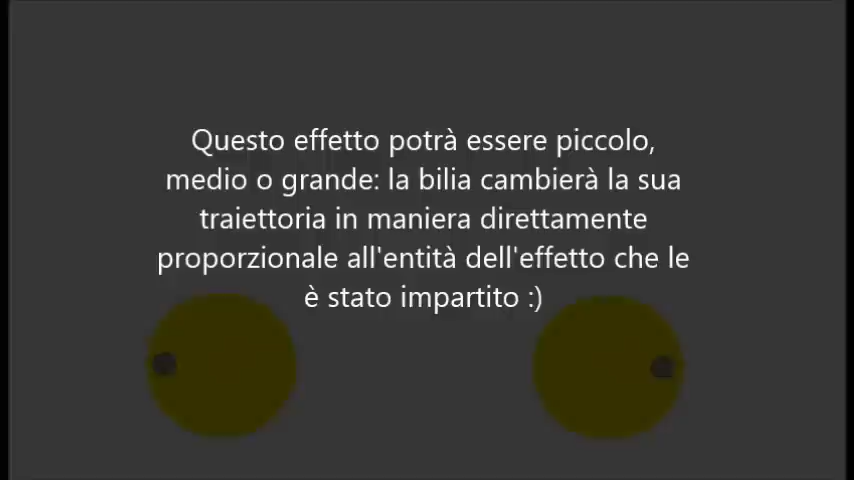 Questo effetto potrà essere piccolo,
medio o grande: la bilia cambierà la sua
traiettoria in maniera direttamente
proporzionale all'entità dell'effetto che le
è stato impartito :)